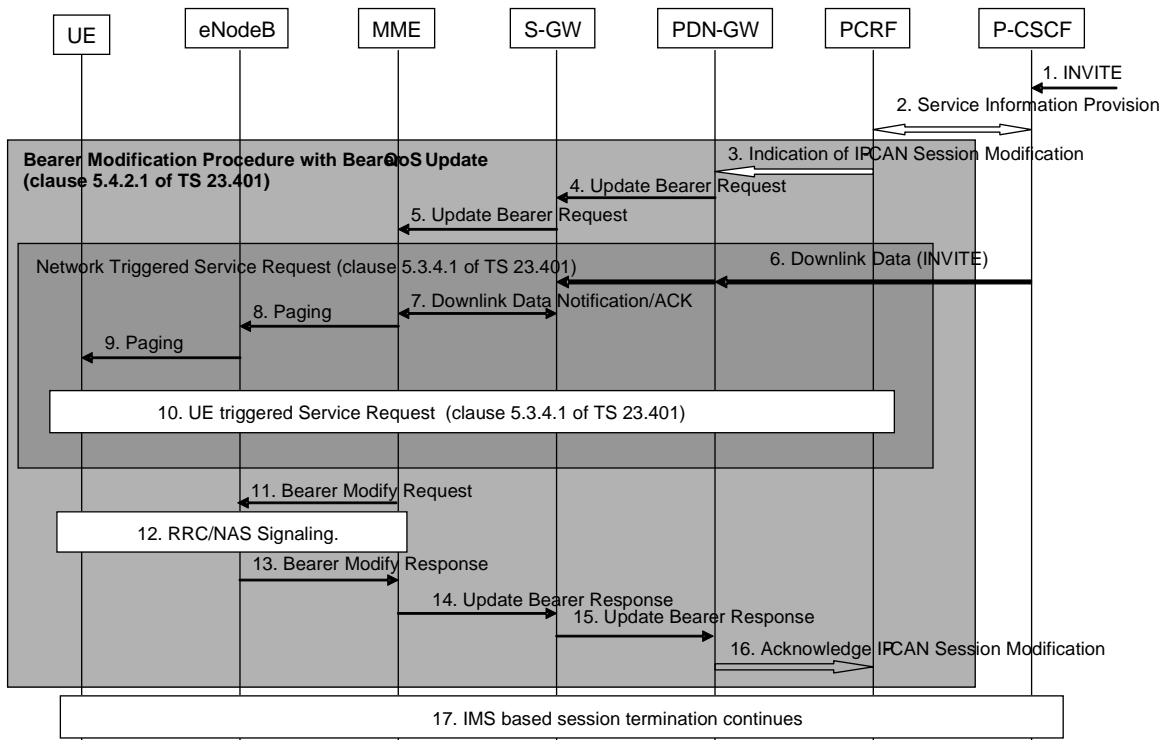 UE
eNodeB
MME
S-GW
PDN-GW
PCRF
P-CSCF
1. INVITE
2. Service Information Provision
Bearer Modification Procedure with Bearer QoS Update
(clause 5.4.2.1 of TS 23.401)
3. Indication of IP-CAN Session Modification
4. Update Bearer Request
5. Update Bearer Request
Network Triggered Service Request (clause 5.3.4.1 of TS 23.401)
6. Downlink Data (INVITE)
7. Downlink Data Notification/ACK
8. Paging
9. Paging
10. UE triggered Service Request (clause 5.3.4.1 of TS 23.401)
11. Bearer Modify Request
12. RRC/NAS Signaling.
13. Bearer Modify Response
14. Update Bearer Response
15. Update Bearer Response
16. Acknowledge IP-CAN Session Modification
17. IMS based session termination continues